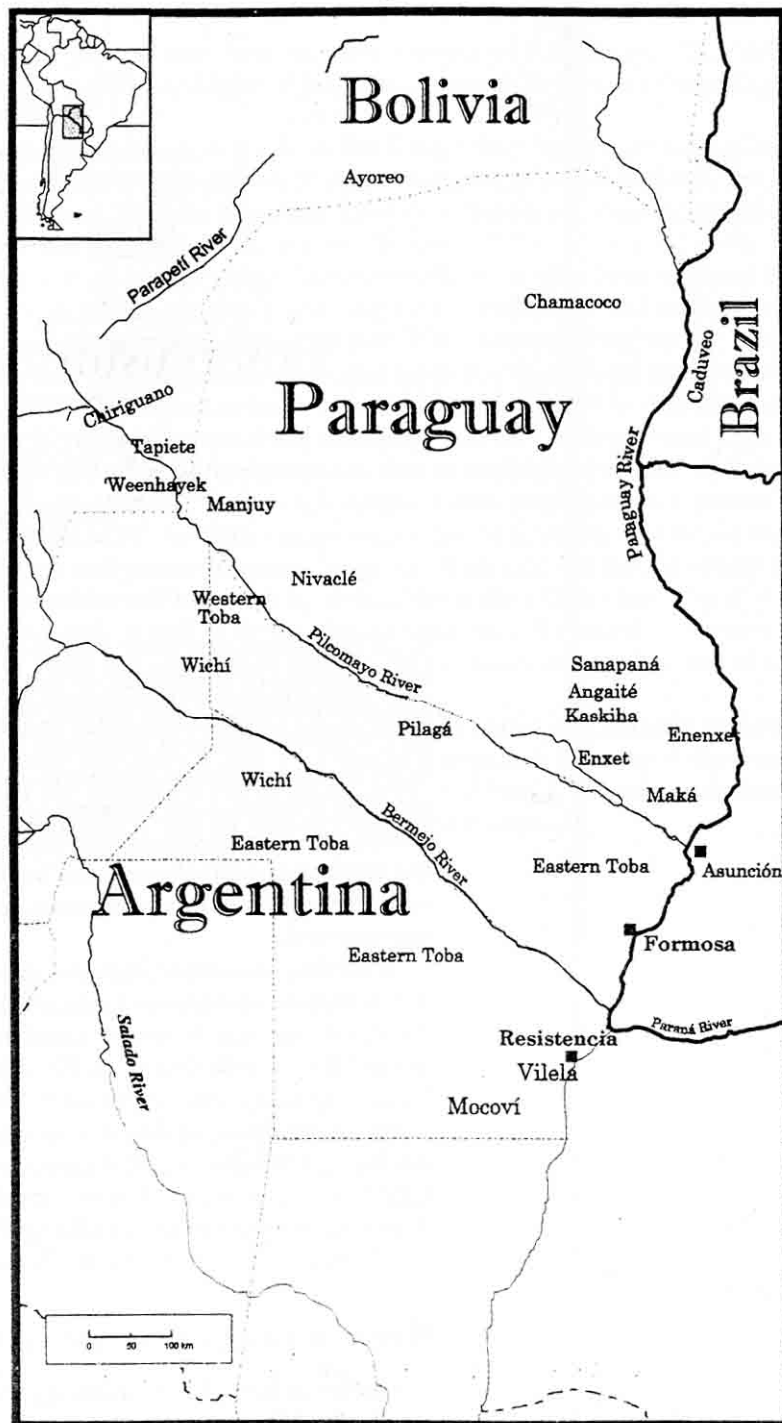 Bolivia
Ayoreo
Parapetí River
Chamacoco
Caduveo
Brazil
Paraguay
Chiriguano
Tapiete
'Weenhayek
Manjuy
Paraguay River
Nivaclé
Western
Toba
Wichí
Pilcomayo River
Sanapaná
Angaité
Kaskiha
Enenxe
Pilagá
Enxet
Wichí
Maká
Bermejo River
Eastern Toba
Eastern Toba
Asunción
Argentina
Formosa
Eastern Toba
Salado River
Paraná River
Resistencia
Vilela
Mocoví
0 50 100 km